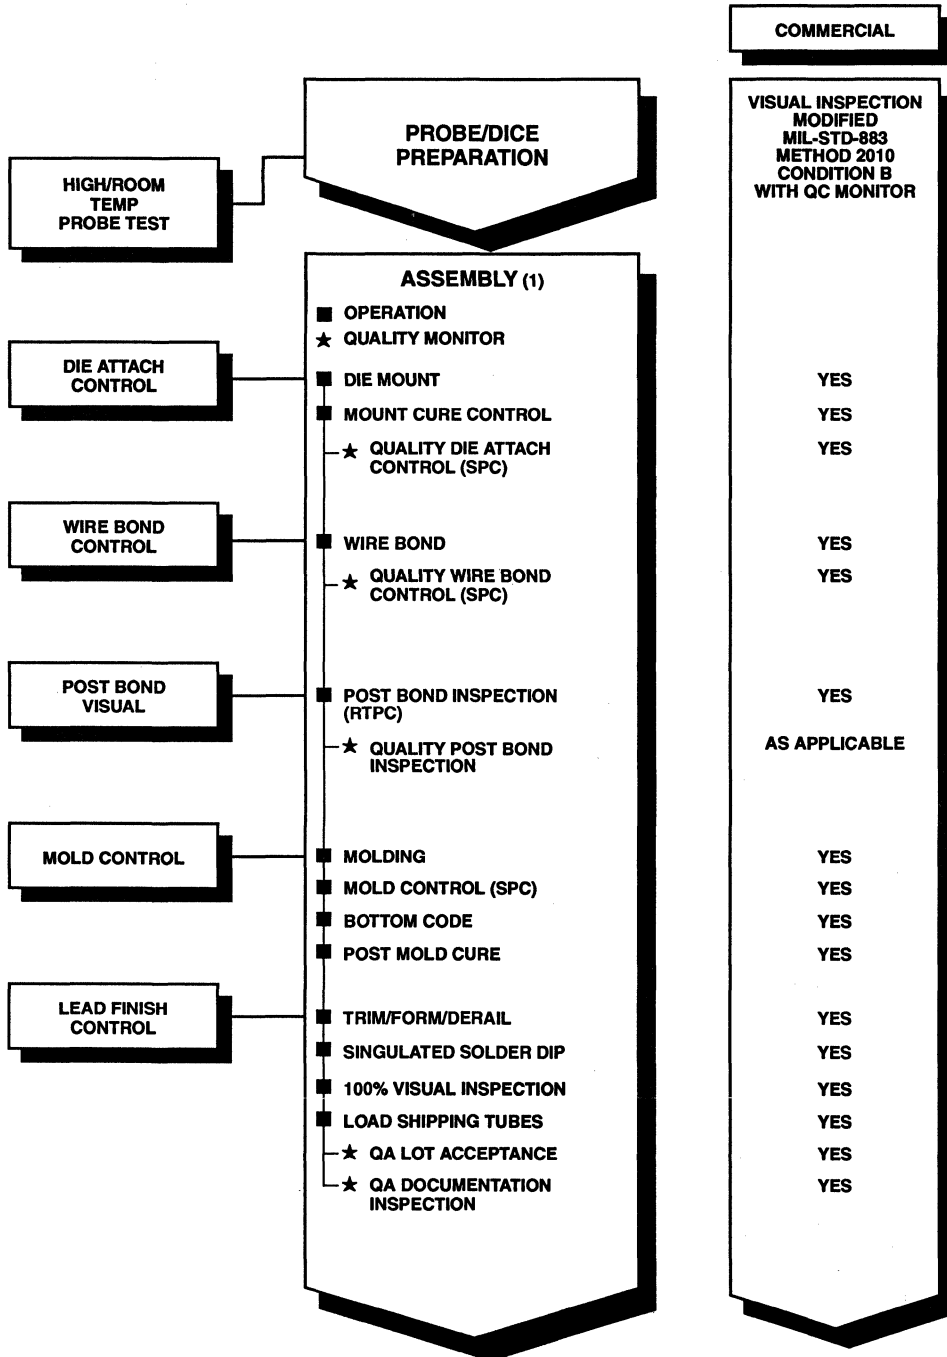 COMMERCIAL
PROBE/DICE
PREPARATION
VISUAL INSPECTION
MODIFIED
MIL-STD-883
METHOD 2010
CONDITION B
WITH QC MONITOR
HIGH/ROOM
TEMP
PROBE TEST
ASSEMBLY (1)
■ OPERATION
★ QUALITY MONITOR
DIE ATTACH
CONTROL
■ DIE MOUNT YES
■ MOUNT CURE CONTROL YES
★ QUALITY DIE ATTACH YES
CONTROL (SPC)
WIRE BOND
CONTROL
■ WIRE BOND YES
★ QUALITY WIRE BOND YES
CONTROL (SPC)
POST BOND
VISUAL
■ POST BOND INSPECTION YES
(RTPC)
★ QUALITY POST BOND AS APPLICABLE
INSPECTION
MOLD CONTROL
■ MOLDING YES
■ MOLD CONTROL (SPC) YES
■ BOTTOM CODE YES
■ POST MOLD CURE YES
LEAD FINISH
CONTROL
■ TRIM/FORM/DERAIL YES
■ SINGULATED SOLDER DIP YES
■ 100% VISUAL INSPECTION YES
■ LOAD SHIPPING TUBES YES
★ QA LOT ACCEPTANCE YES
★ QA DOCUMENTATION YES
INSPECTION